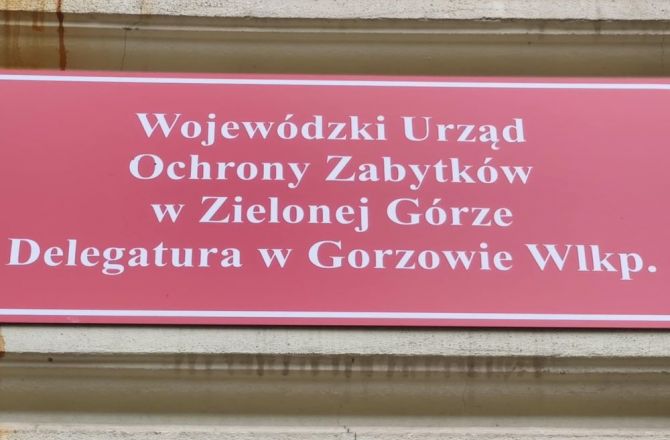 Wojewódzki Urząd
Ochrony Zabytków
w Zielonej Górze
Delegatura w Gorzowie Wlkp.